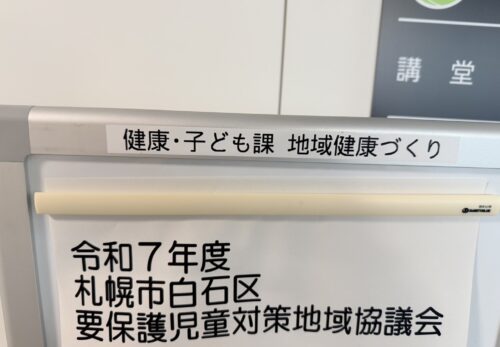 講堂
健康・子ども課 地域健康づくり
令和7年度
札幌市白石区
要保護児童対策地域協議会